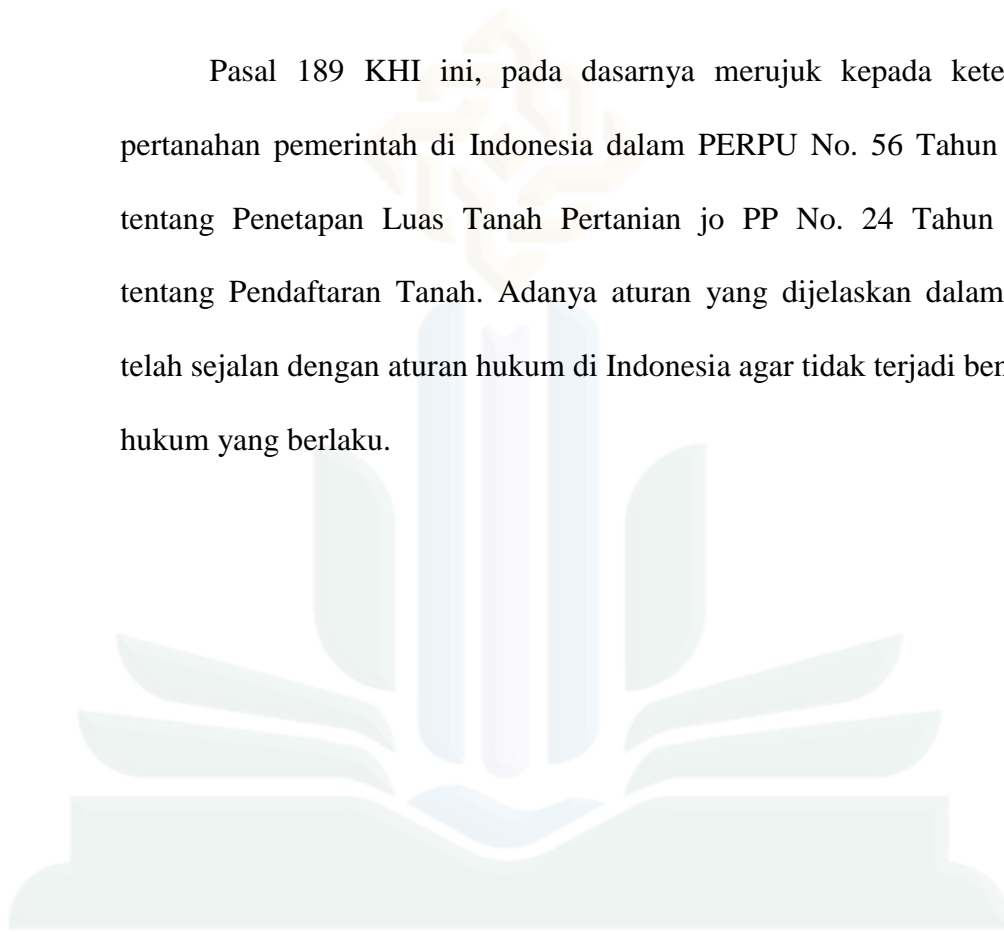 Pasal 189 KHI ini, pada dasarnya merujuk kepada kete
pertanahan pemerintah di Indonesia dalam PERPU No. 56 Tahun
tentang Penetapan Luas Tanah Pertanian jo PP No. 24 Tahun
tentang Pendaftaran Tanah. Adanya aturan yang dijelaskan dalam
telah sejalan dengan aturan hukum di Indonesia agar tidak terjadi ben
hukum yang berlaku.